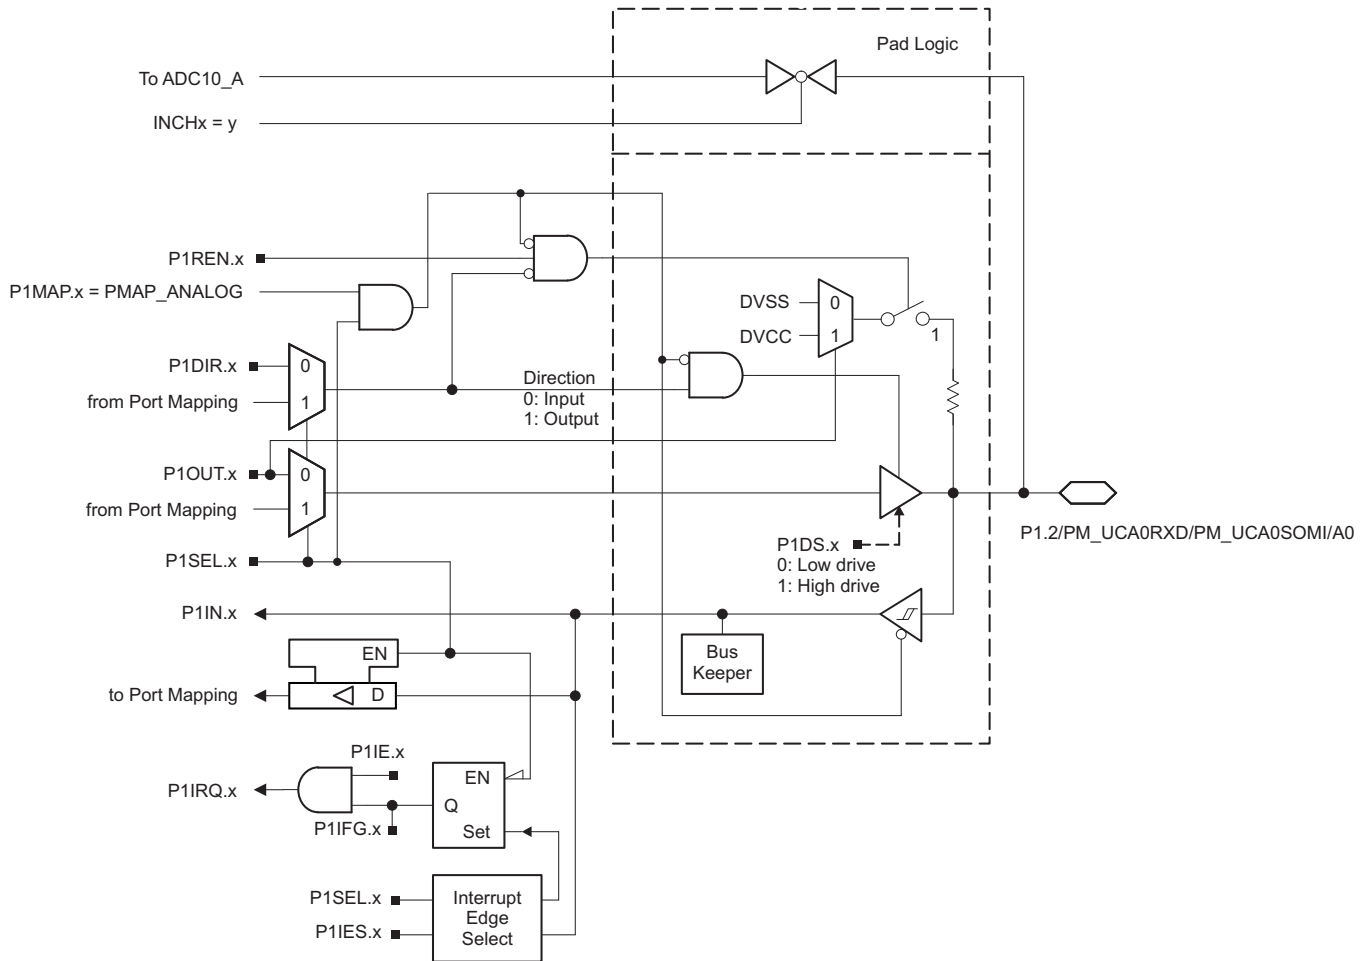 Pad Logic
To ADC10_A
INCHx = y
P1REN.x
P1MAP.x = PMAP_ANALOG
DVSS
0
DVCC
1
1
P1DIR.x
0
from Port Mapping
1
Direction
0: Input
1: Output
P1OUT.x
0
from Port Mapping
1
P1SEL.x
P1DS.x
0: Low drive
1: High drive
P1.2/PM_UCA0RXD/PM_UCA0SOMI/A0
P1IN.x
EN
Bus
Keeper
to Port Mapping
D
P1IE.x
EN
P1IRQ.x
Q
P1IFG.x
Set
P1SEL.x
Interrupt
Edge
Select
P1IES.x